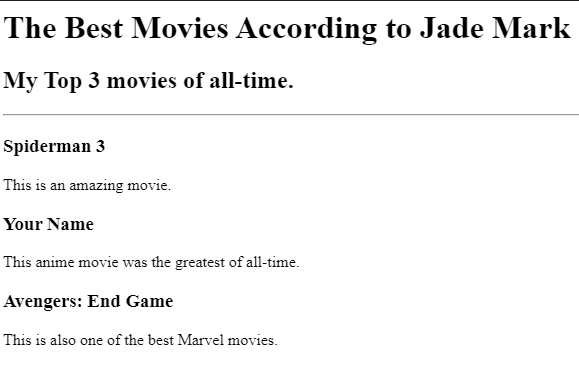 The Best Movies According to Jade Mark
My Top 3 movies of all-time.
Spiderman 3
This is an amazing movie.
Your Name
This anime movie was the greatest of all-time.
Avengers: End Game
This is also one of the best Marvel movies.